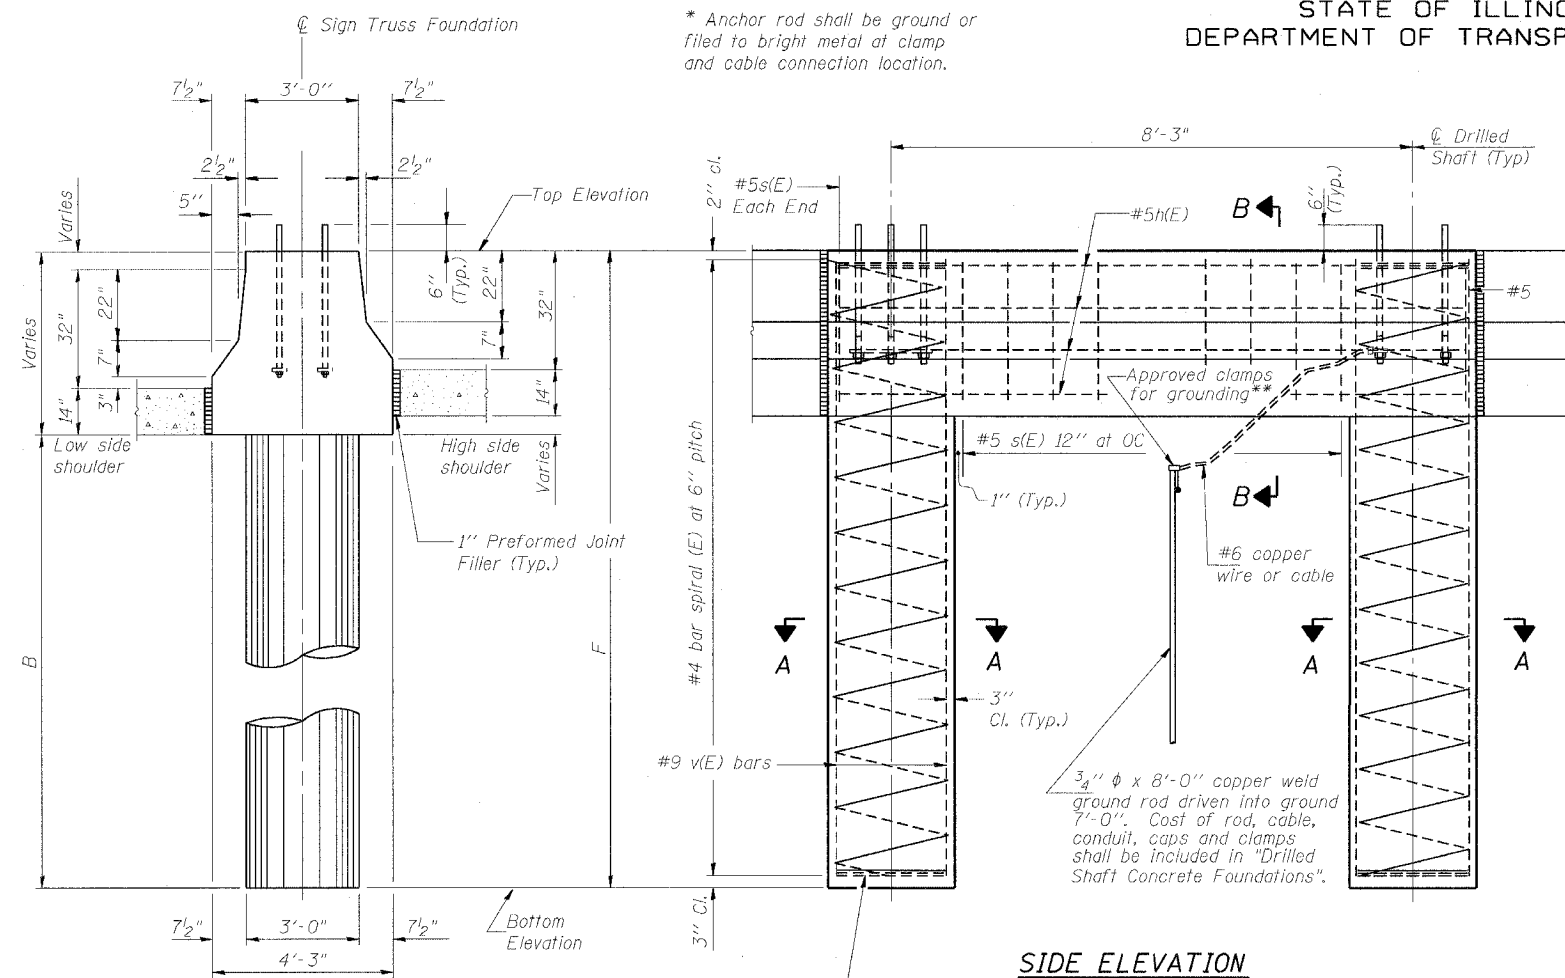 ℄ Sign Truss Foundation
* Anchor rod shall be ground or
filed to bright metal at clamp
and cable connection location.
STATE OF ILLINO
DEPARTMENT OF TRANSP
7½"
3'-0"
7½"
2½"
2½"
5"
Varies
Top Elevation
6"
(Typ.)
22"
32"
7"
14"
Varies
32"
22"
7"
3"
14"
Low side
shoulder
High side
shoulder
Varies
1" Preformed Joint
Filler (Typ.)
B
F
7½"
3'-0"
7½"
4'-3"
Bottom
Elevation
8'-3"
℄ Drilled
Shaft (Typ)
2" cl.
#5s(E)
Each End
#5h(E)
B
6"
(Typ.)
#5
Approved clamps
for grounding**
#5 s(E) 12" at OC
1" (Typ.)
B
#6 copper
wire or cable
#4 bar spiral (E) at 6" pitch
A
A
A
A
3"
Cl. (Typ.)
#9 v(E) bars
¾" ϕ x 8'-0" copper weld
ground rod driven into ground
7'-0". Cost of rod, cable,
conduit, caps and clamps
shall be included in "Drilled
Shaft Concrete Foundations".
3" Cl.
SIDE ELEVATION